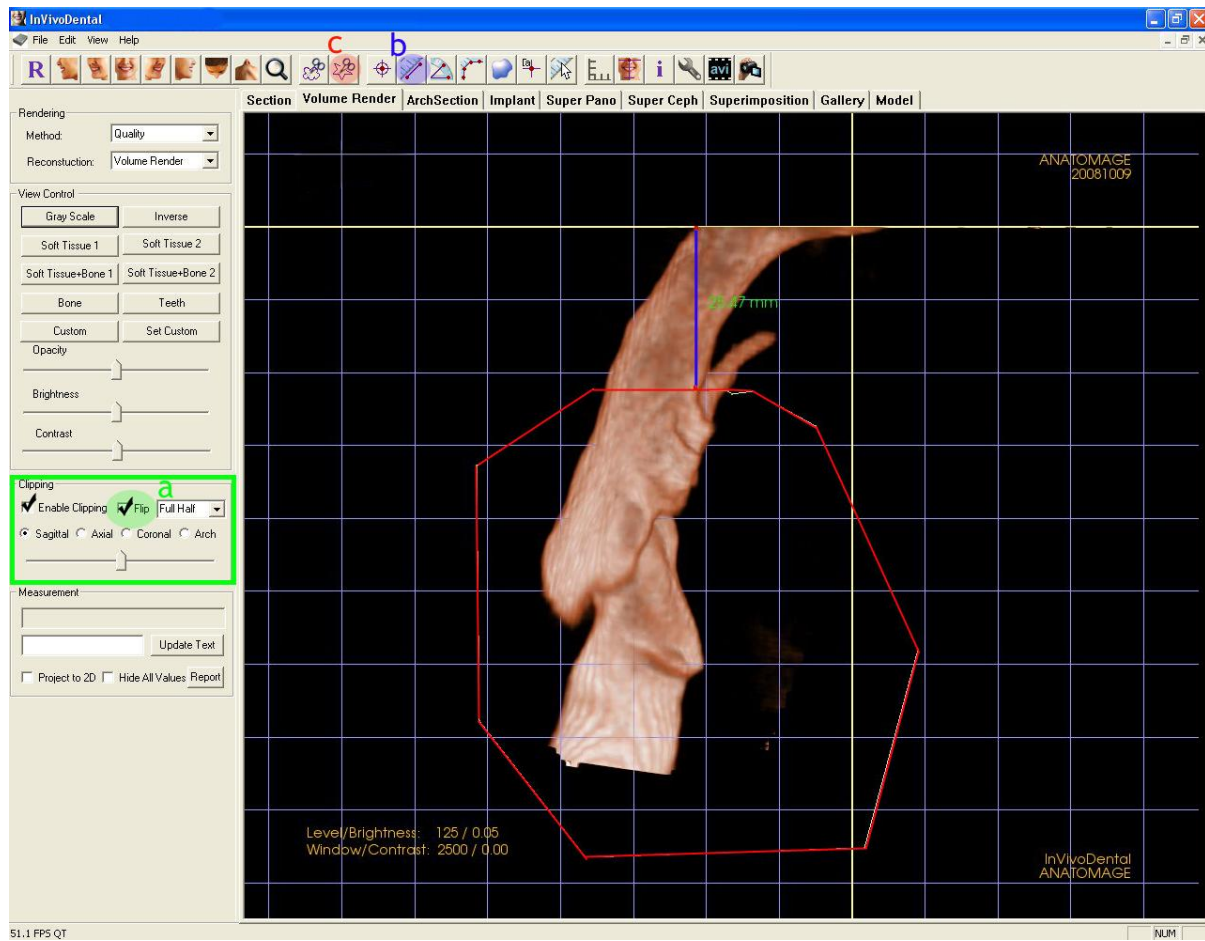 InVivoDental
File Edit View Help
c b
R i avi
Section Volume Render ArchSection Implant Super Pano Super Ceph Superimposition Gallery Model
Rendering
Method: Quality
Reconstuction: Volume Render
View Control
Gray Scale Inverse
Soft Tissue 1 Soft Tissue 2
Soft Tissue+Bone 1 Soft Tissue+Bone 2
Bone Teeth
Custom Set Custom
Opacity
Brightness
Contrast
Clipping
a
Enable Clipping Flip Full Half
Sagittal Axial Coronal Arch
Measurement
Update Text
Project to 2D Hide All Values Report
ANATOMAGE
20081009
mm
Level/Brightness: 125 / 0.05
Window/Contrast: 2500 / 0.00
InVivoDental
ANATOMAGE
51.1 FPS QT
NUM